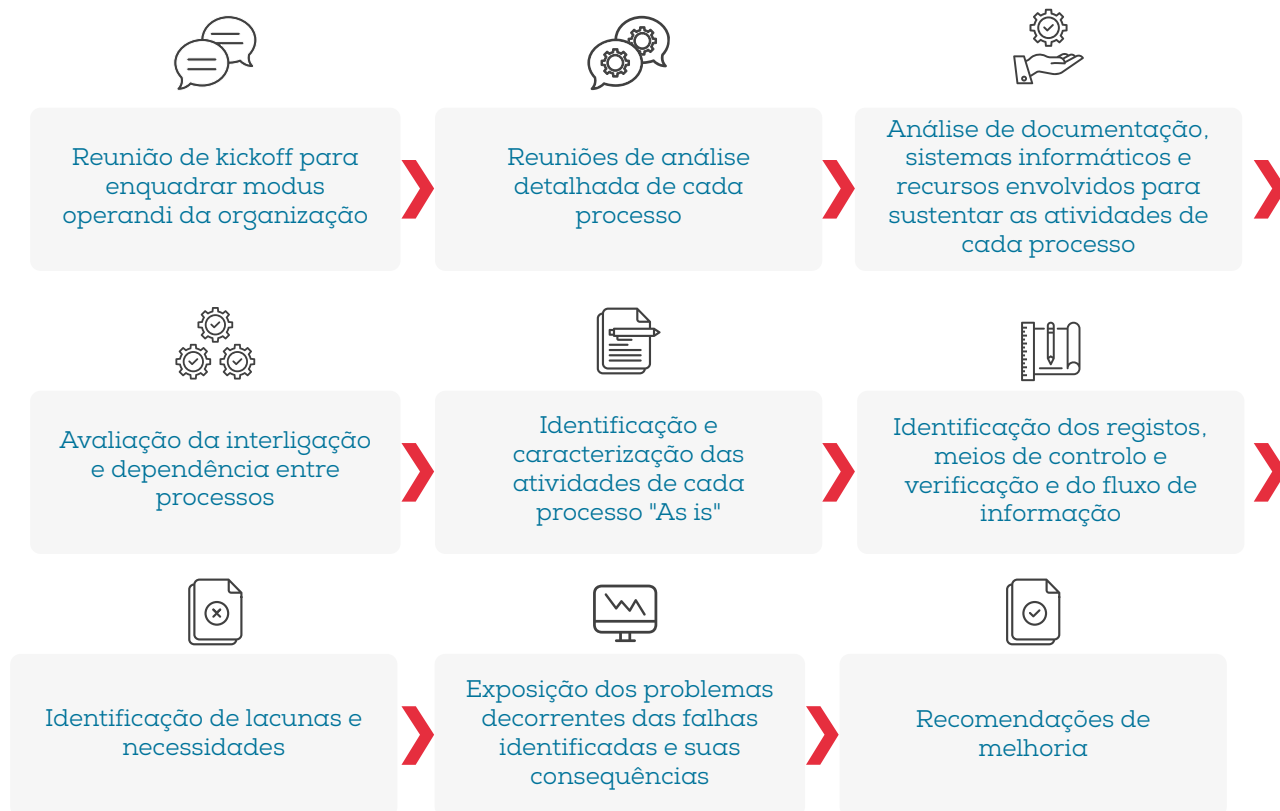 Reunião de kickoff para
enquadrar modus
operandi da organização
Reuniões de análise
detalhada de cada
processo
Análise de documentação,
sistemas informáticos e
recursos envolvidos para
sustentar as atividades de
cada processo
Avaliação da interligação
e dependência entre
processos
Identificação e
caracterização das
atividades de cada
processo "As is"
Identificação dos registos,
meios de controlo e
verificação e do fluxo de
informação
Identificação de lacunas e
necessidades
Exposição dos problemas
decorrentes das falhas
identificadas e suas
consequências
Recomendações de
melhoria